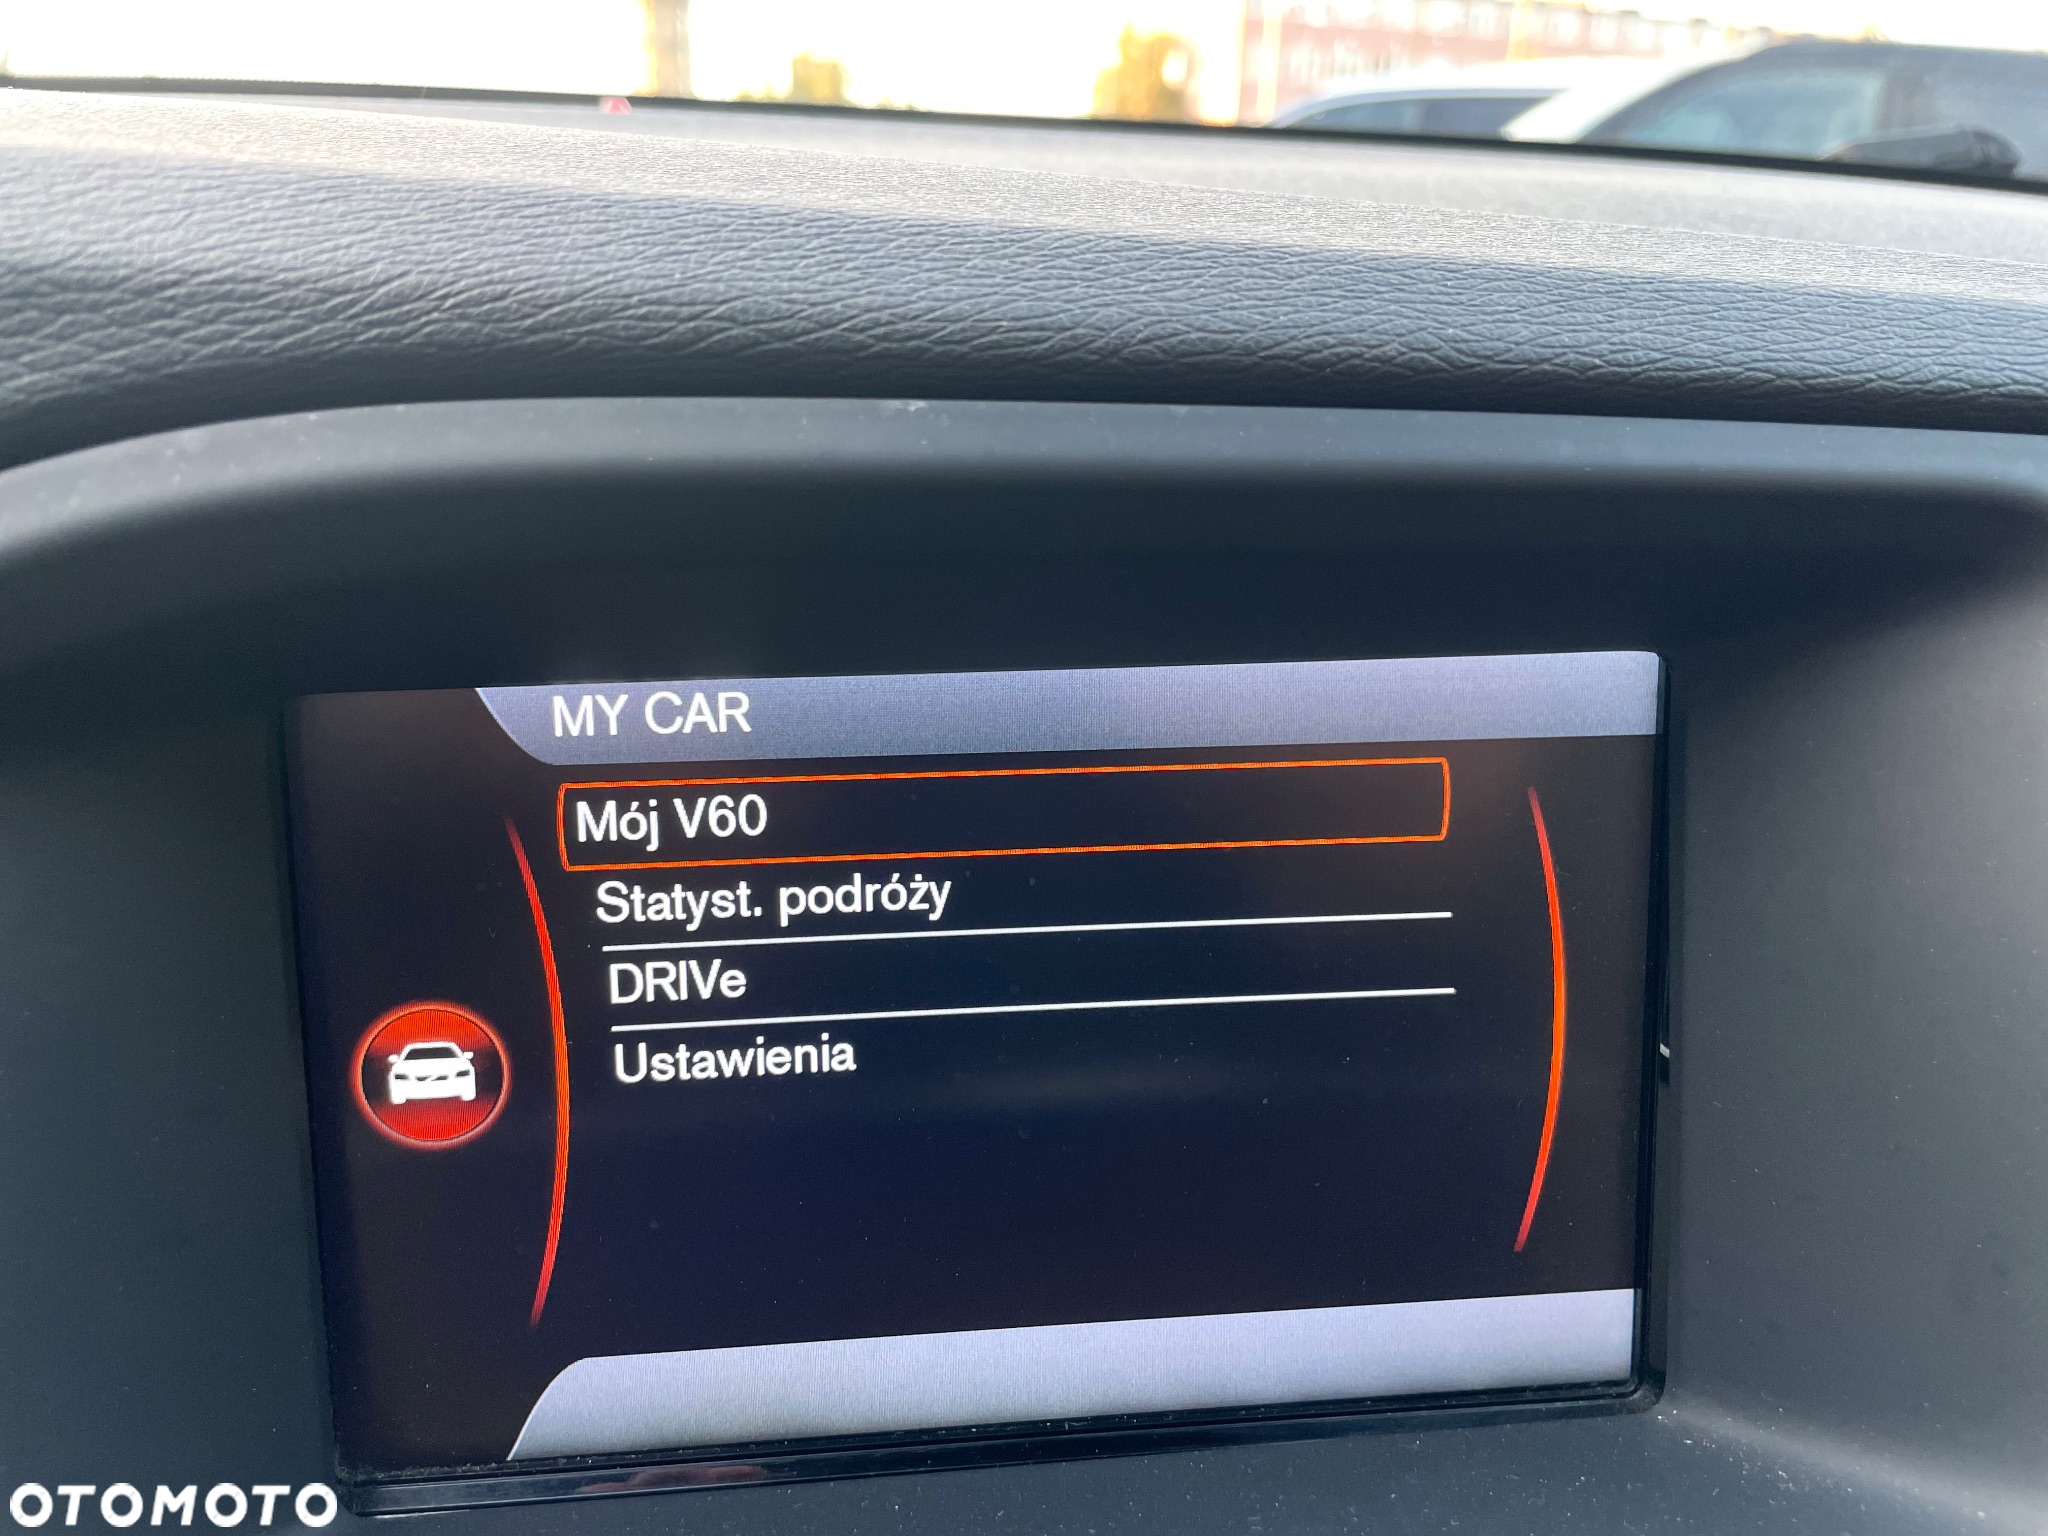 MY CAR
Mój V60
Statyst. podróży
DRIVe
Ustawienia
OTOMOTO